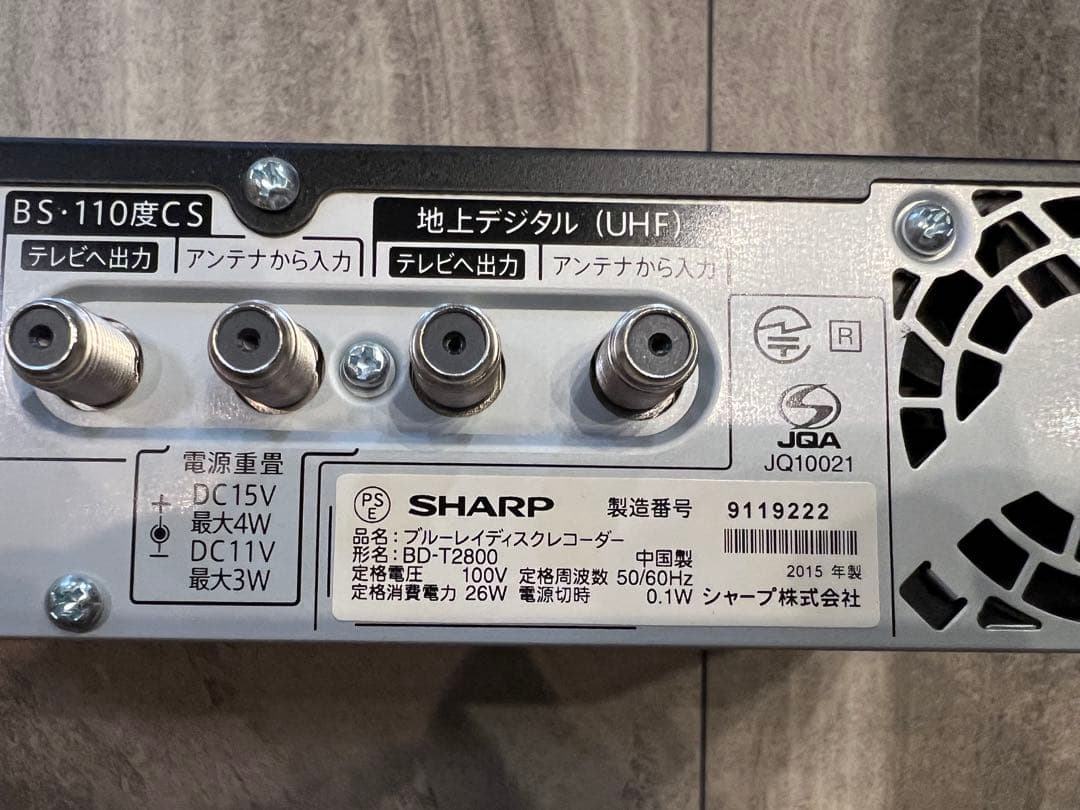 BS・110度CS
テレビへ出力 アンテナから入力
地上デジタル（UHF）
テレビへ出力 アンテナから入力
R
JQA
JQ10021
電源重畳
DC15V
最大4W
DC11V
最大3W
PSE SHARP 製造番号 9119222
品名：ブルーレイディスクレコーダー
形名：BD-T2800 中国製
定格電圧 100V 定格周波数 50/60Hz 2015 年製
定格消費電力 26W 電源切時 0.1W シャープ株式会社